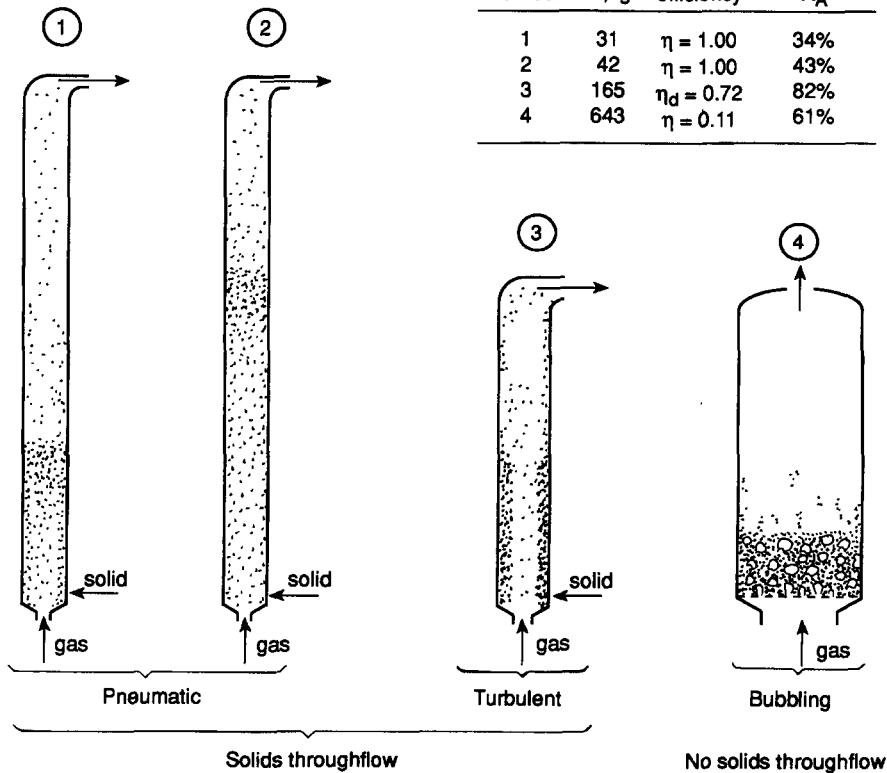 1 2
1 31 η = 1.00 34%
2 42 η = 1.00 43%
3 165 ηd = 0.72 82%
4 643 η = 0.11 61%
3 4
solid solid solid
gas gas gas gas
Pneumatic Turbulent Bubbling
Solids throughflow No solids throughflow